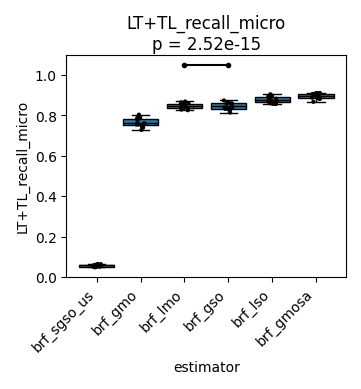 LT+TL_recall_micro
p = 2.52e-15
LT+TL_recall_micro
1.0
0.8
0.6
0.4
0.2
0.0
brf_sgso_us
brf_gmo
brf_lmo
brf_gso
brf_lso
brf_gmosa
estimator